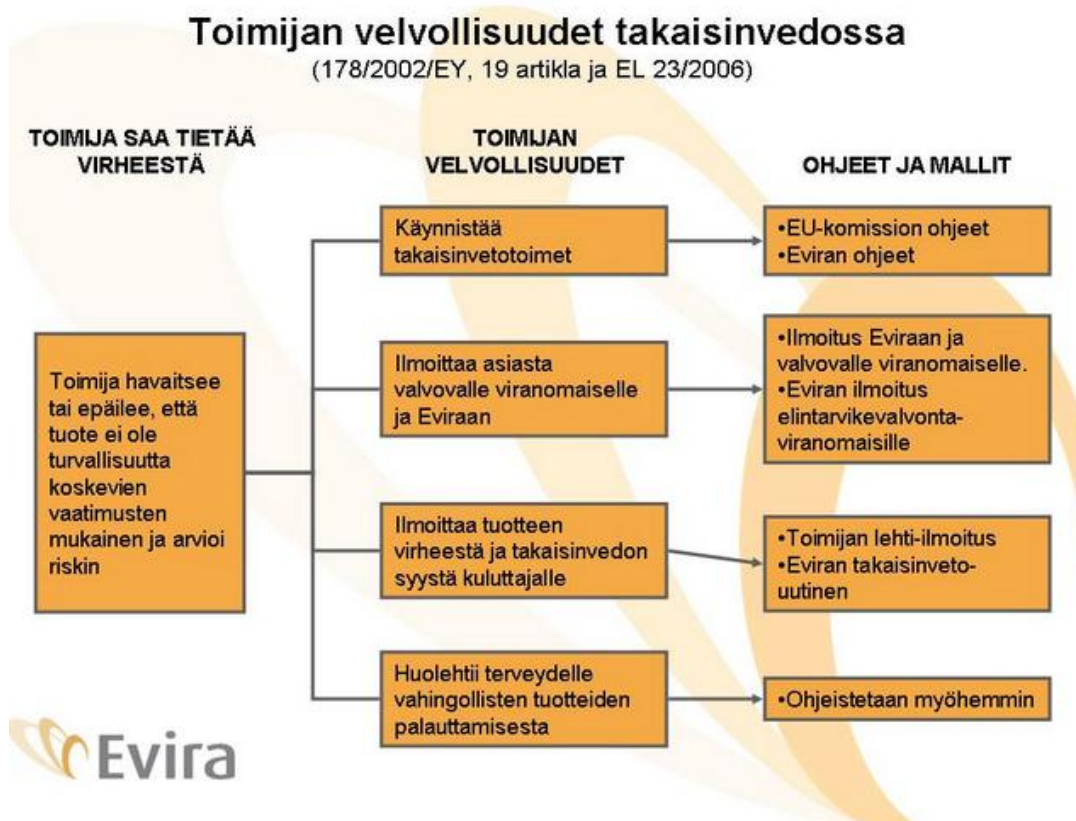 Toimijan velvollisuudet takaisinvedossa
(178/2002/EY, 19 artikla ja EL 23/2006)
TOIMIJA SAA TIETÄÄ
VIRHEESTÄ
TOIMIJAN
VELVOLLISUUDET
OHJEET JA MALLIT
Toimija havaitsee
tai epäilee, että
tuote ei ole
turvallisuutta
koskevien
vaatimusten
mukainen ja arvioi
riskin
Käynnistää
takaisinvetotoimet
•EU-komission ohjeet
•Eviran ohjeet
Ilmoittaa asiasta
valvovalle viranomaiselle
ja Eviraan
•Ilmoitus Eviraan ja
valvovalle viranomaiselle.
•Eviran ilmoitus
elintarvikevalvonta-
viranomaisille
Ilmoittaa tuotteen
virheestä ja takaisinvedon
syystä kuluttajalle
•Toimijan lehti-ilmoitus
•Eviran takaisinveto-
uutinen
Huolehtii terveydelle
vahingollisten tuotteiden
palauttamisesta
•Ohjeistetaan myöhemmin
Evira